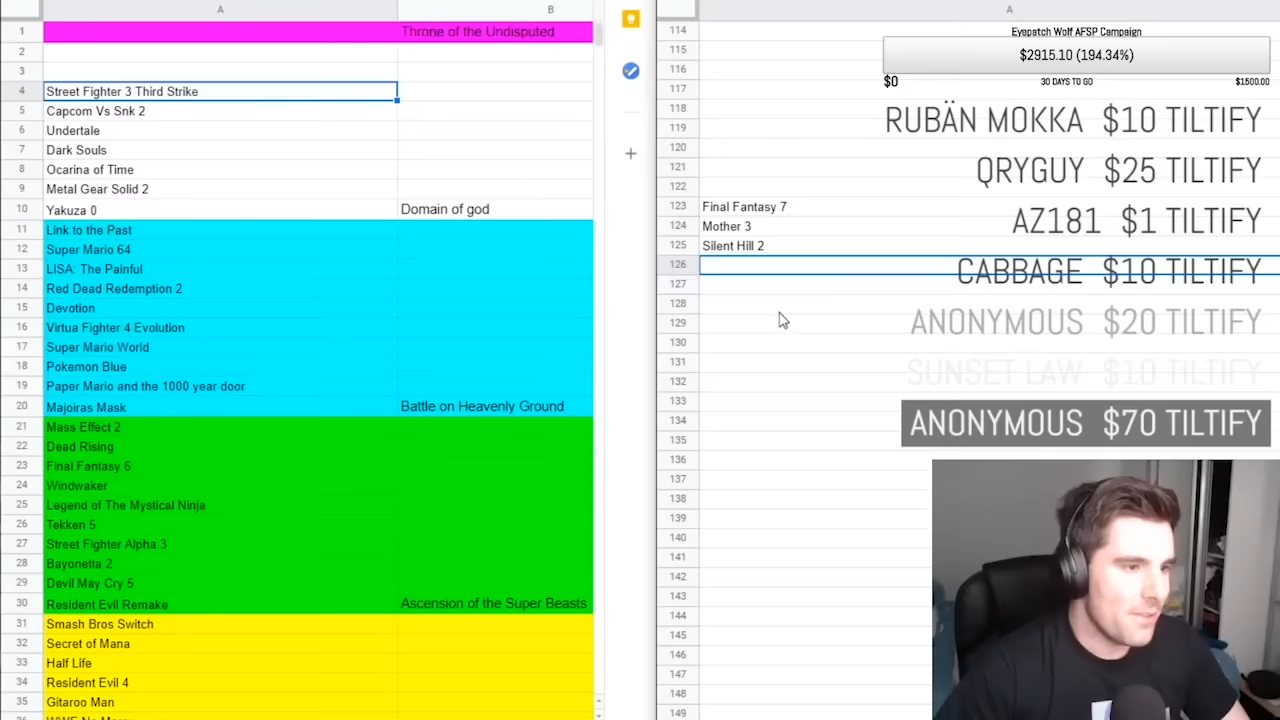 A
B
1 Throne of the Undisputed
2
3
4 Street Fighter 3 Third Strike
5 Capcom Vs Snk 2
6 Undertale
7 Dark Souls
8 Ocarina of Time
9 Metal Gear Solid 2
10 Yakuza 0 Domain of god
11 Link to the Past
12 Super Mario 64
13 LISA: The Painful
14 Red Dead Redemption 2
15 Devotion
16 Virtua Fighter 4 Evolution
17 Super Mario World
18 Pokemon Blue
19 Paper Mario and the 1000 year door
20 Majoiras Mask Battle on Heavenly Ground
21 Mass Effect 2
22 Dead Rising
23 Final Fantasy 6
24 Windwaker
25 Legend of The Mystical Ninja
26 Tekken 5
27 Street Fighter Alpha 3
28 Bayonetta 2
29 Devil May Cry 5
30 Resident Evil Remake Ascension of the Super Beasts
31 Smash Bros Switch
32 Secret of Mana
33 Half Life
34 Resident Evil 4
35 Gitaroo Man
A
114
115
116
117
118
119
120
121
122
123 Final Fantasy 7
124 Mother 3
125 Silent Hill 2
126
127
128
129
130
131
132
133
134
135
136
137
138
139
140
141
142
143
144
145
146
147
148
149
Eyepatch Wolf AFSP Campaign
$2915.10 (194.34%)
$0 30 DAYS TO GO $1500.00
RUBÄN MOKKA $10 TILTIFY
QRYGUY $25 TILTIFY
AZ181 $1 TILTIFY
CABBAGE $10 TILTIFY
ANONYMOUS $20 TILTIFY
SUNSET LAW $10 TILTIFY
ANONYMOUS $70 TILTIFY